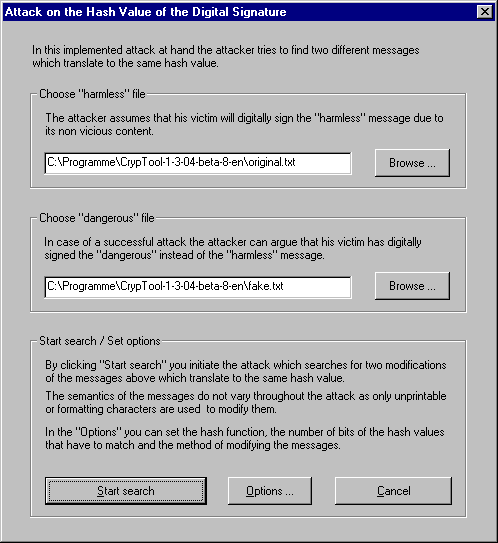 Attack on the Hash Value of the Digital Signature
In this implemented attack at hand the attacker tries to find two different messages
which translate to the same hash value.
Choose "harmless" file
The attacker assumes that his victim will digitally sign the "harmless" message due to
its non vicious content.
C:\Programme\CrypTool-1-3-04-beta-8-en\original.txt
Browse ...
Choose "dangerous" file
In case of a successful attack the attacker can argue that his victim has digitally
signed the "dangerous" instead of the "harmless" message.
C:\Programme\CrypTool-1-3-04-beta-8-en\fake.txt
Browse ...
Start search / Set options
By clicking "Start search" you initiate the attack which searches for two modifications
of the messages above which translate to the same hash value.
The semantics of the messages do not vary throughout the attack as only unprintable
or formatting characters are used to modify them.
In the "Options" you can set the hash function, the number of bits of the hash values
that have to match and the method of modifying the messages.
Start search
Options ...
Cancel